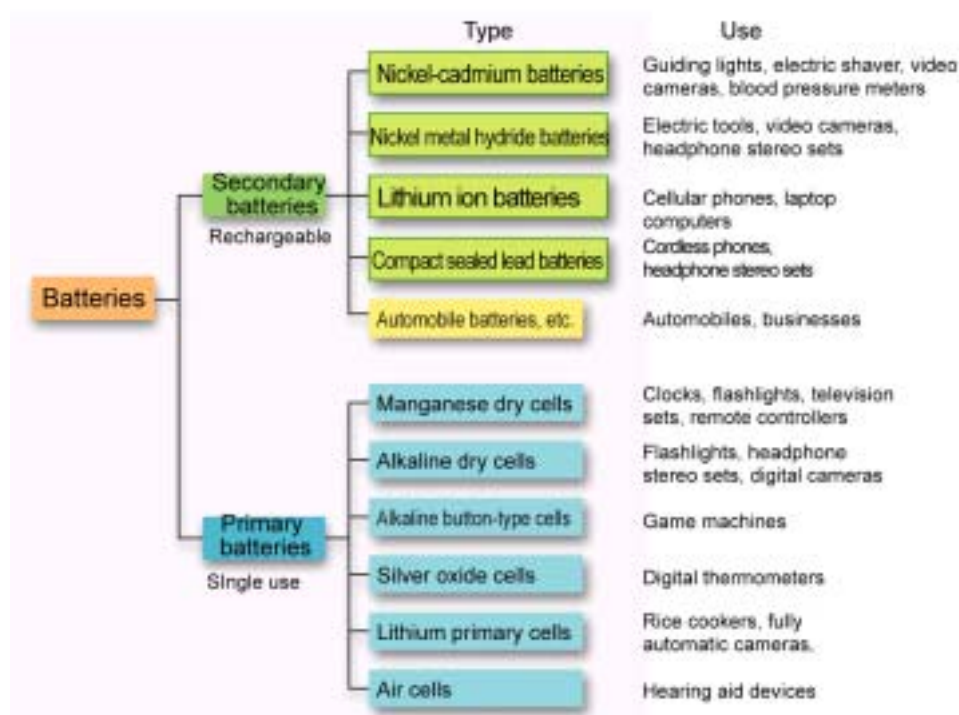 Type Use
Nickel-cadmium batteries
Guiding lights, electric shaver, video
cameras, blood pressure meters
Nickel metal hydride batteries
Electric tools, video cameras,
headphone stereo sets
Secondary
batteries
Rechargeable
Lithium ion batteries
Cellular phones, laptop
computers
Compact sealed lead batteries
Cordless phones,
headphone stereo sets
Batteries
Automobile batteries, etc.
Automobiles, businesses
Manganese dry cells
Clocks, flashlights, television
sets, remote controllers
Alkaline dry cells
Flashlights, headphone
stereo sets, digital cameras
Primary
batteries
SIngle use
Alkaline button-type cells
Game machines
Silver oxide cells
Digital thermometers
Lithium primary cells
Rice cookers, fully
automatic cameras,
Air cells
Hearing aid devices